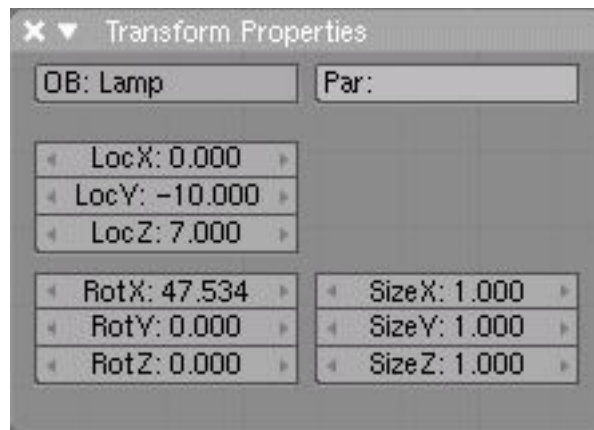 Transform Properties
OB: Lamp
Par:
LocX: 0.000
LocY: -10.000
LocZ: 7.000
RotX: 47.534
RotY: 0.000
RotZ: 0.000
SizeX: 1.000
SizeY: 1.000
SizeZ: 1.000